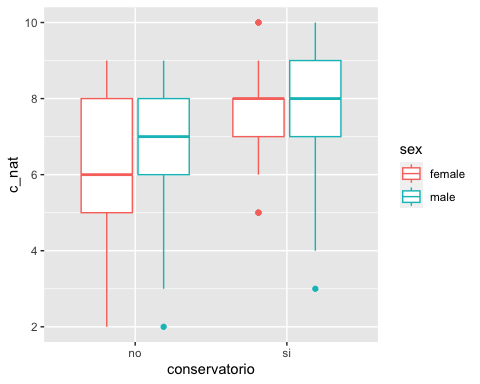 10
8
6
4
2
c_nat
no
si
conservatorio
sex
female
male